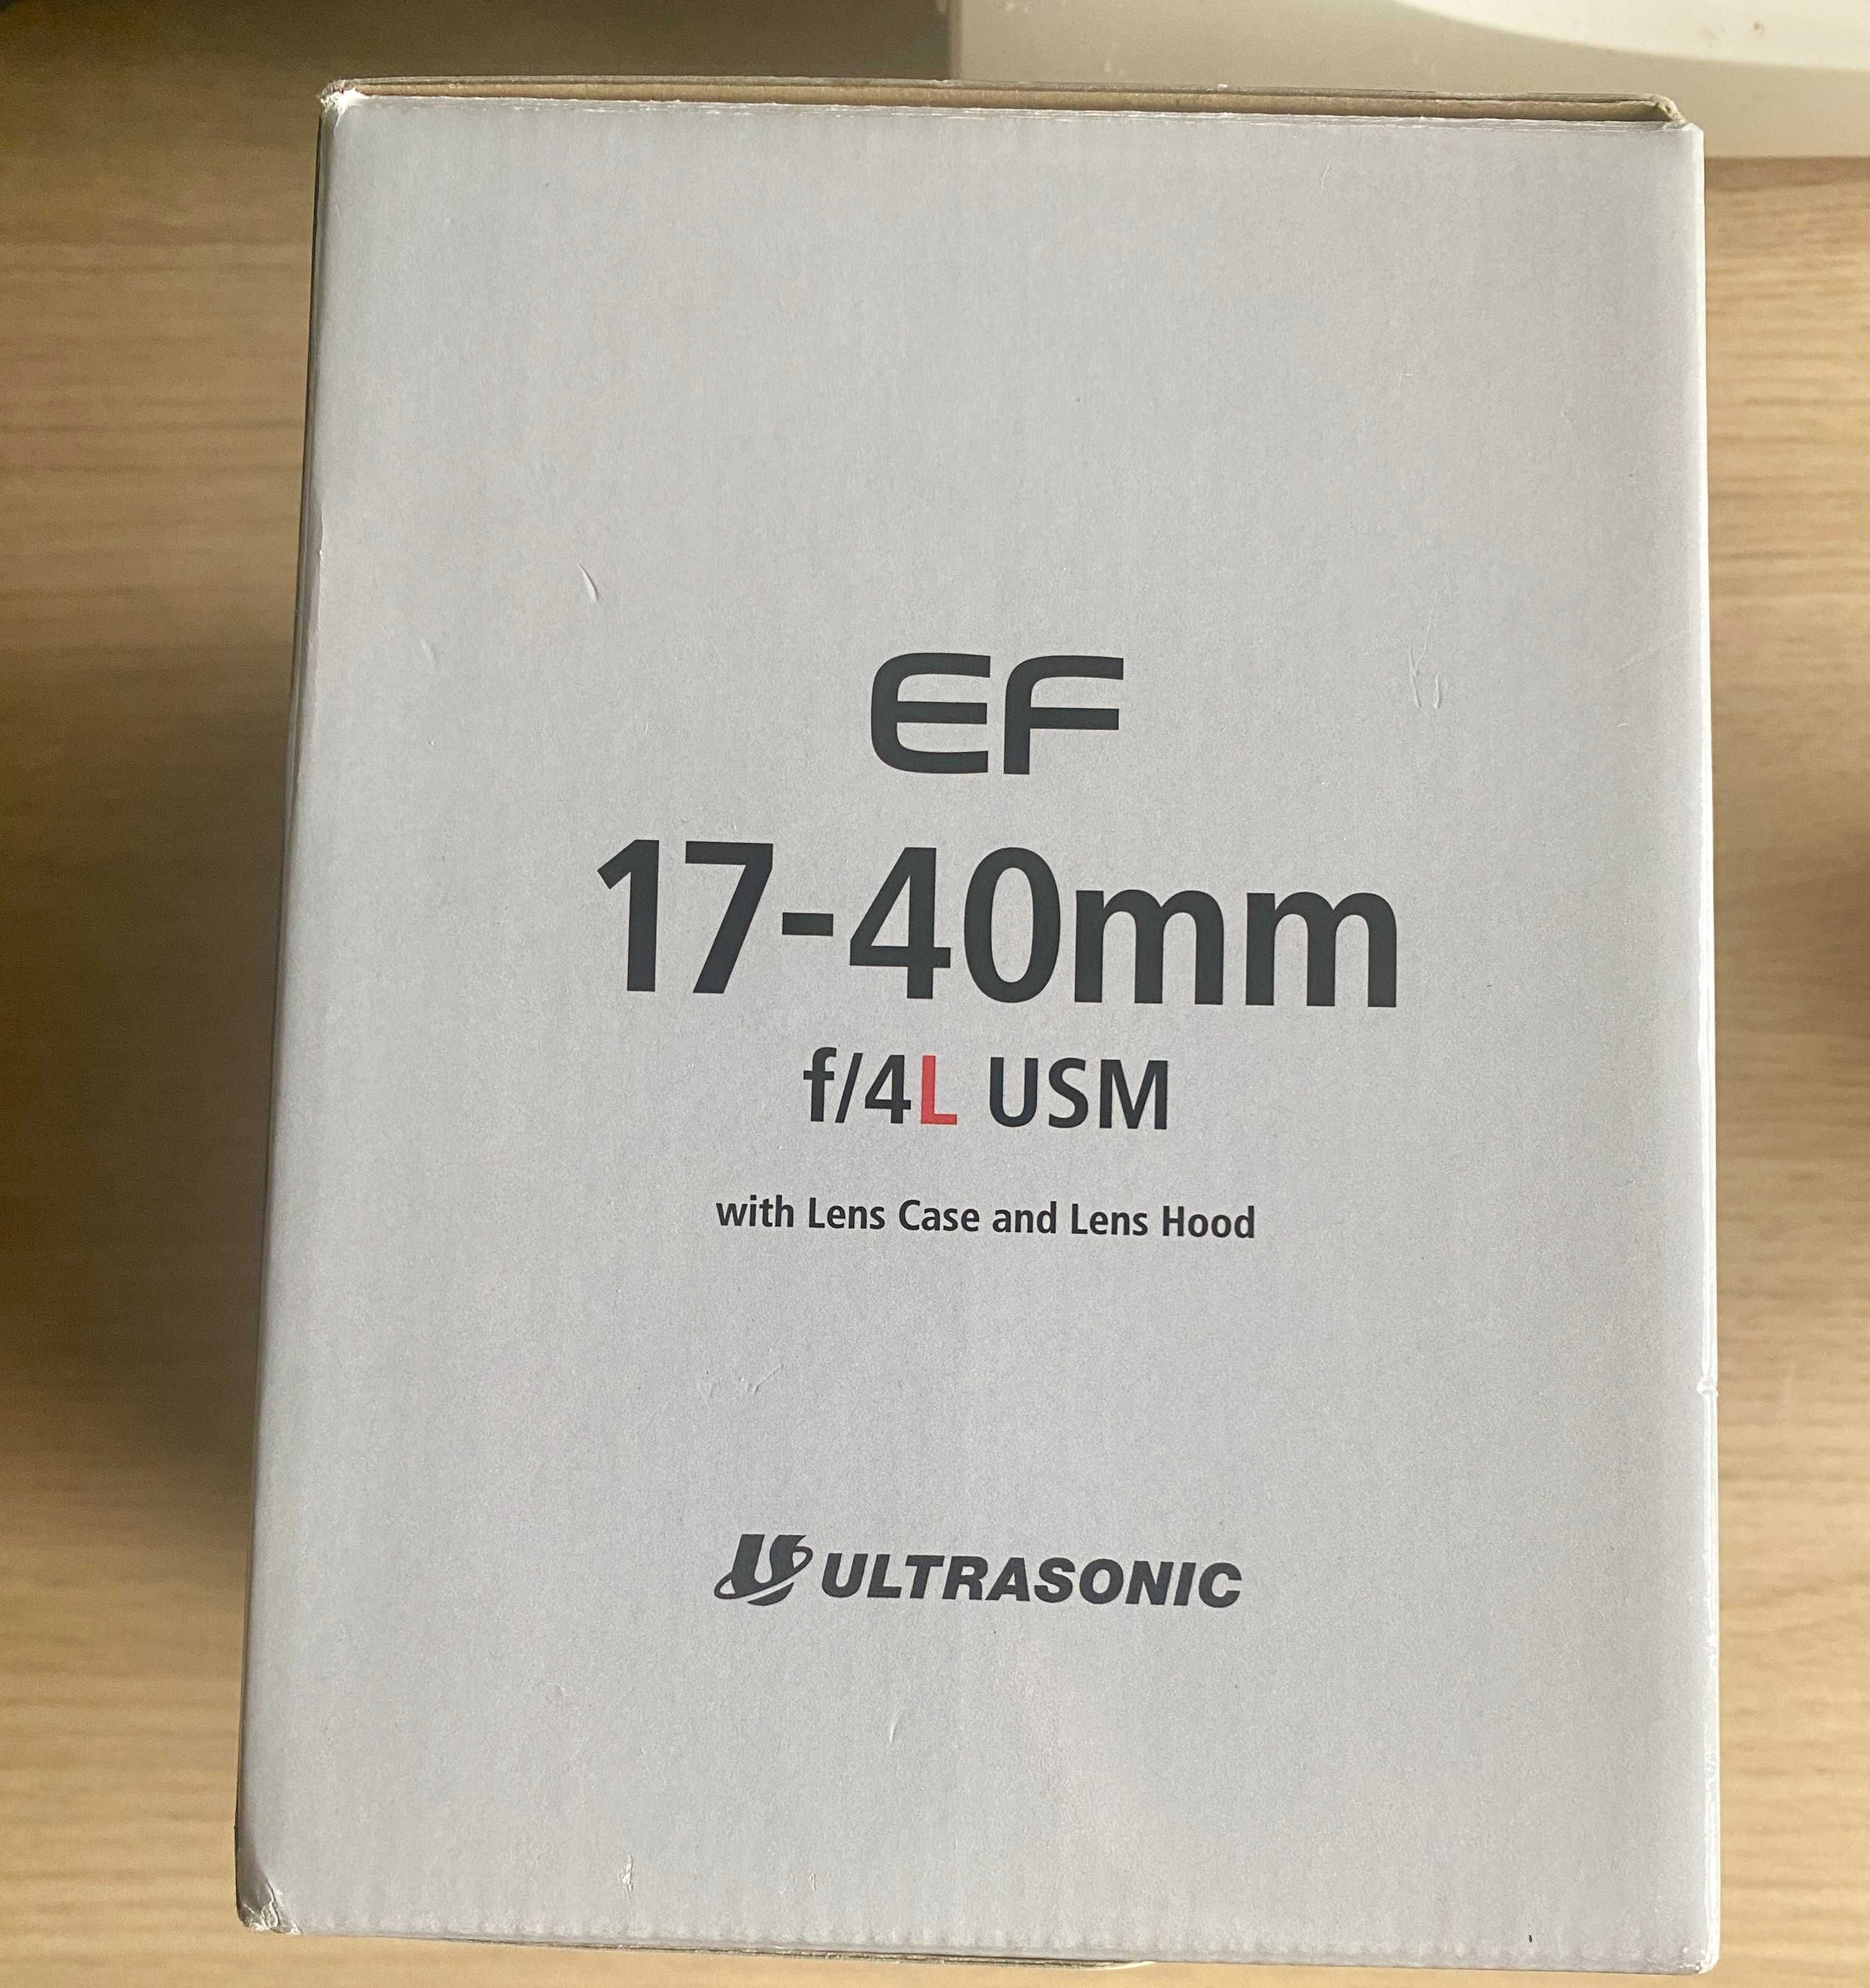 EF
17-40mm
f/4L USM
with Lens Case and Lens Hood
ULTRASONIC